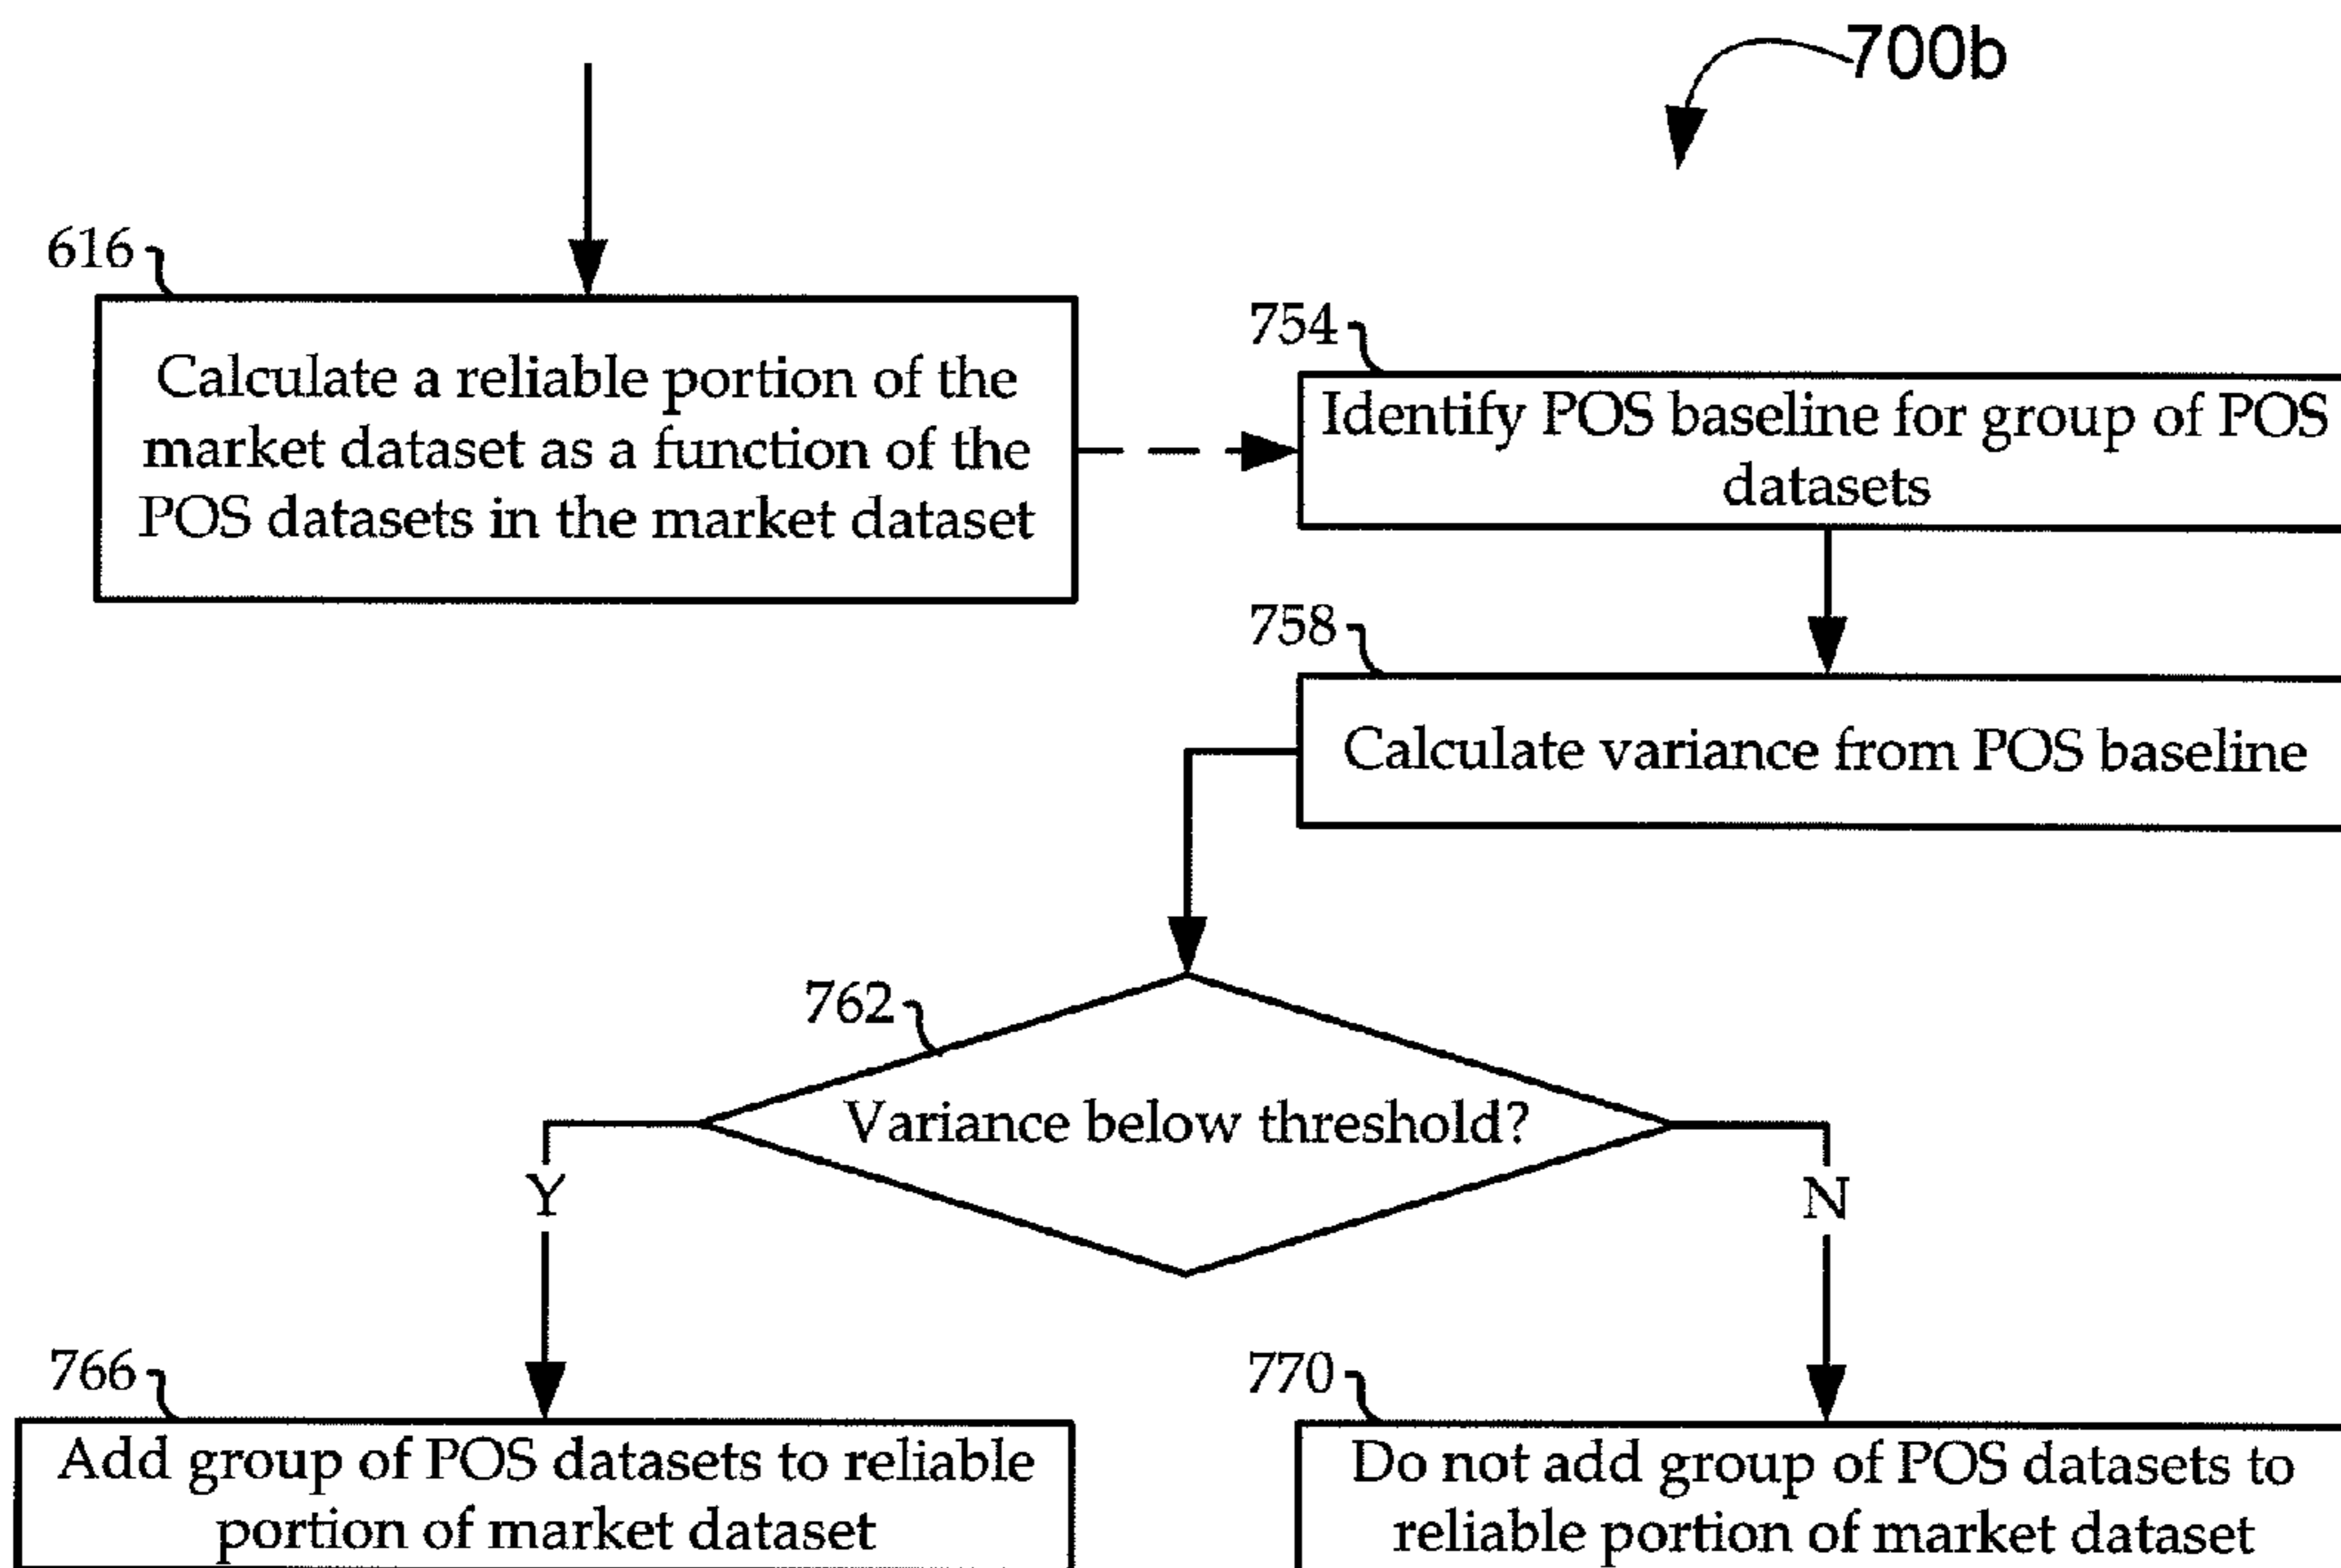 700b
616
Calculate a reliable portion of the
market dataset as a function of the
POS datasets in the market dataset
754
Identify POS baseline for group of POS
datasets
758
Calculate variance from POS baseline
762
Variance below threshold?
Y
N
766
Add group of POS datasets to reliable
portion of market dataset
770
Do not add group of POS datasets to
reliable portion of market dataset